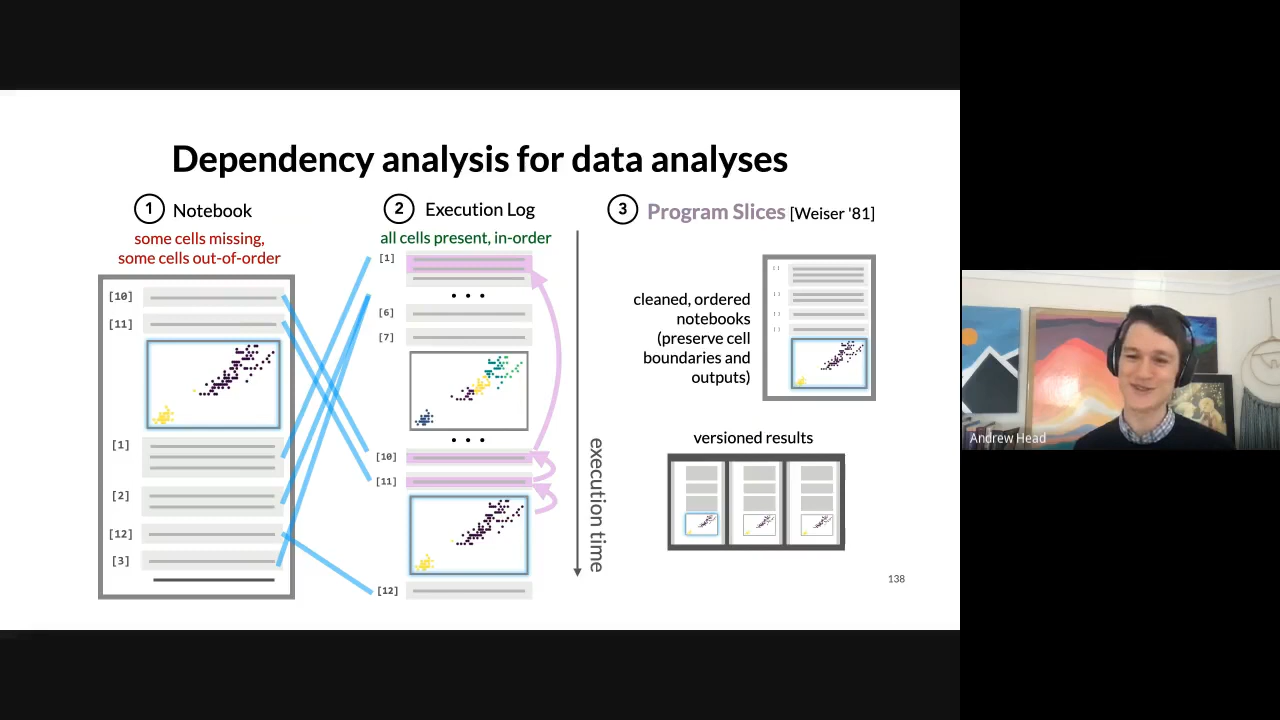 Dependency analysis for data analyses
1 Notebook
some cells missing,
some cells out-of-order
[10]
[11]
[1]
[2]
[12]
[3]
2 Execution Log
all cells present, in-order
[1]
• • •
[6]
[7]
• • •
[10]
[11]
[12]
execution time
3 Program Slices [Weiser '81]
cleaned, ordered
notebooks
(preserve cell
boundaries and
outputs)
[ ]
[ ]
[ ]
[ ]
versioned results
138
Andrew Head